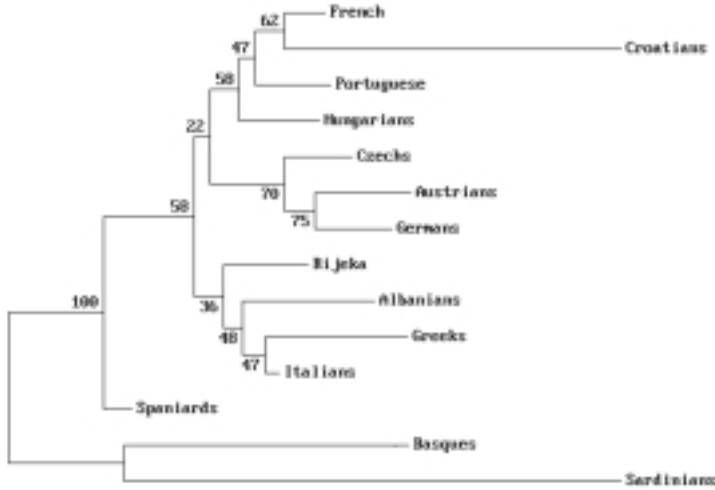 62 French
Croatians
47
Portuguese
58
Hungarians
22
Czechs
70
Austrians
75
Germans
58
Rijeka
36
Albanians
48
Greeks
47
Italians
100
Spaniards
Basques
Sardinians